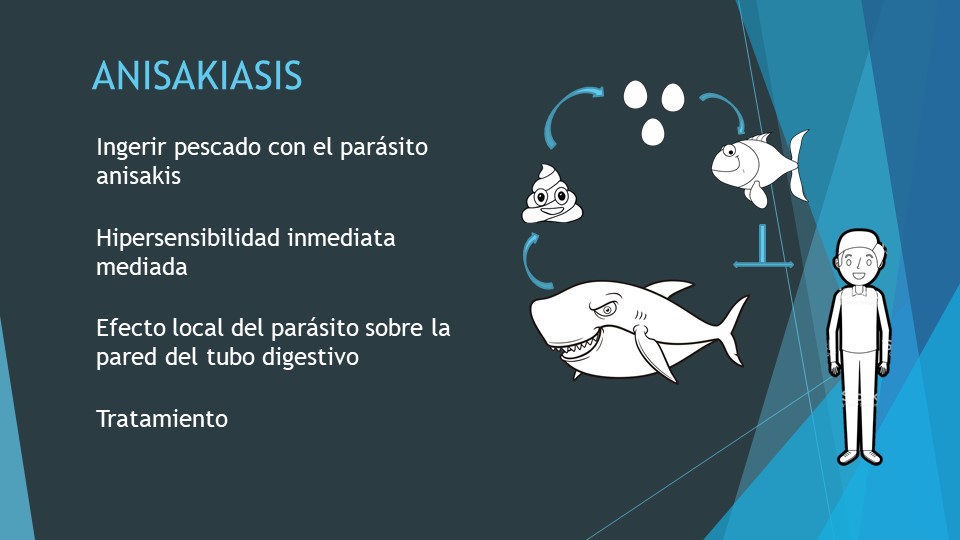 ANISAKIASIS
Ingerir pescado con el parásito
anisakis
Hipersensibilidad inmediata
mediada
Efecto local del parásito sobre la
pared del tubo digestivo
Tratamiento